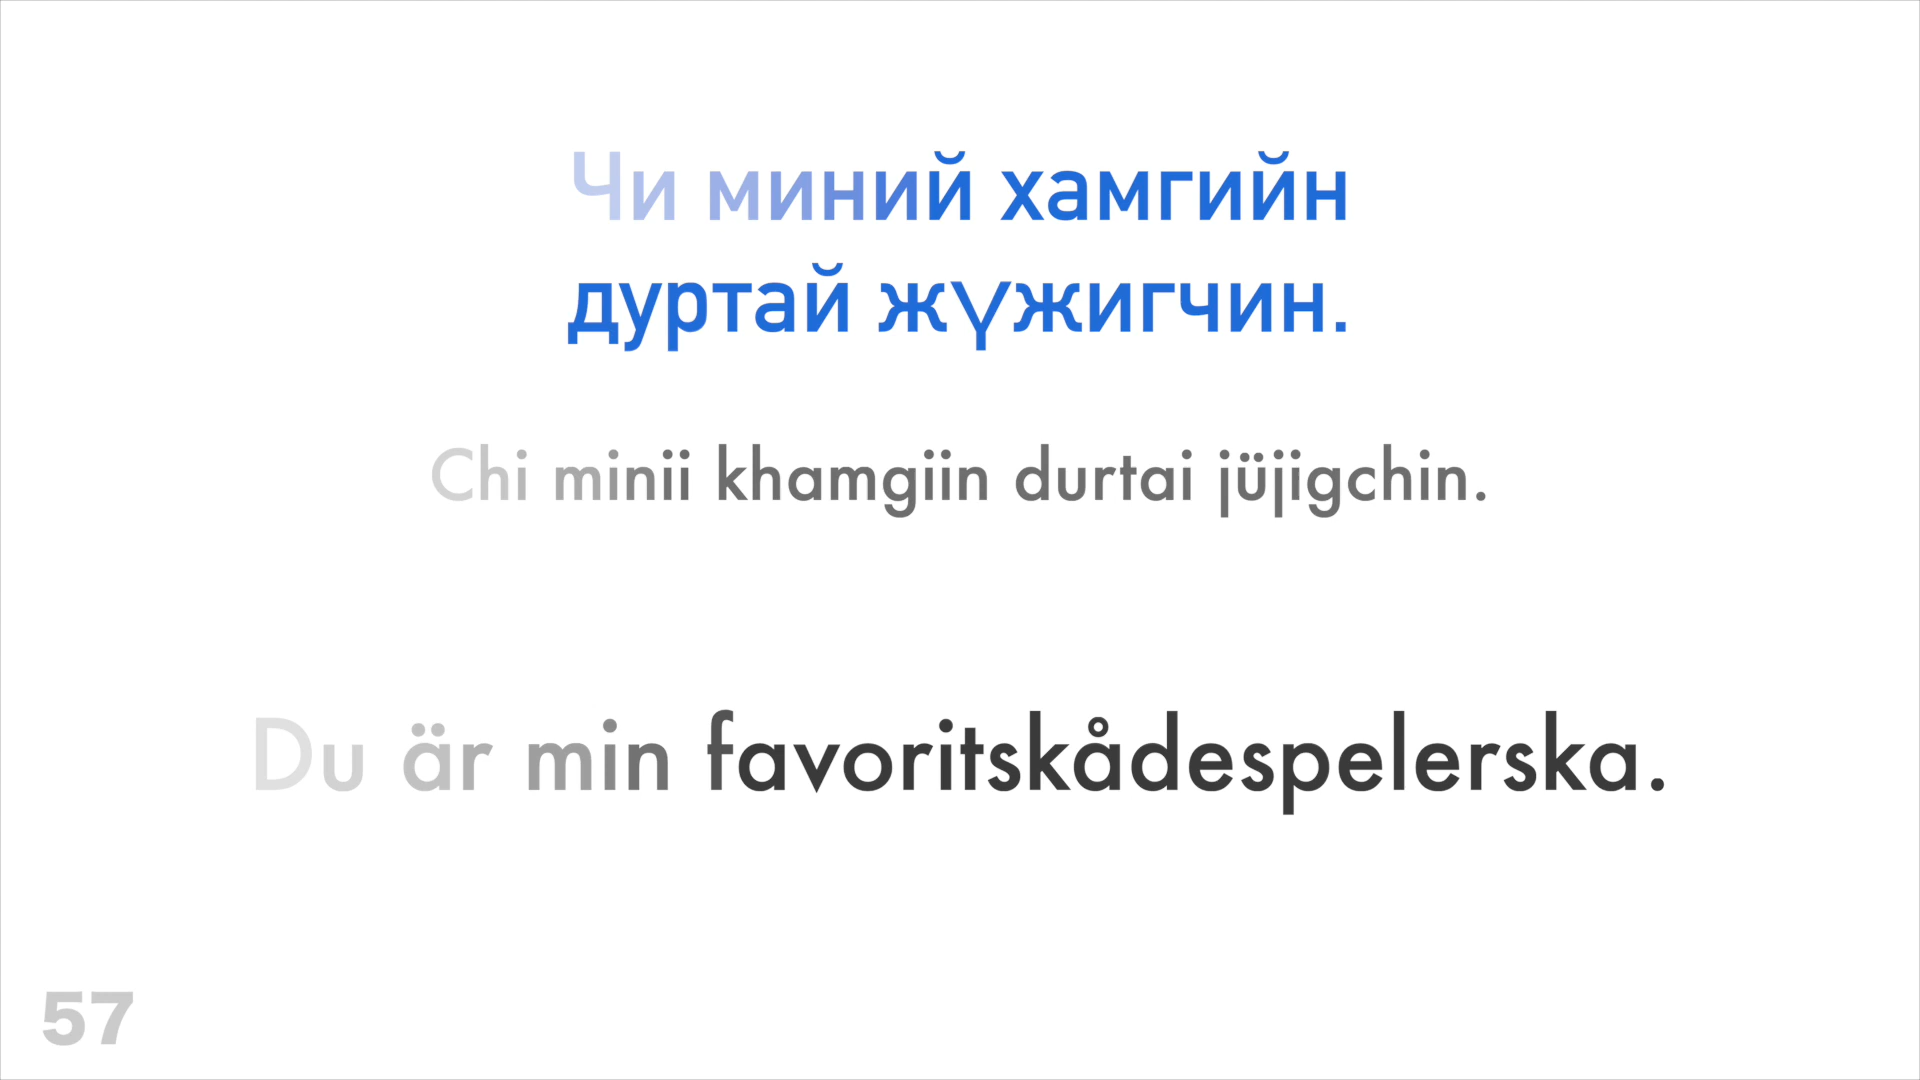 Чи миний хамгийн
дуртай жүжигчин.
Chi minii khamgiin durtai jüjigchin.
Du är min favoritskådespelerska.
57